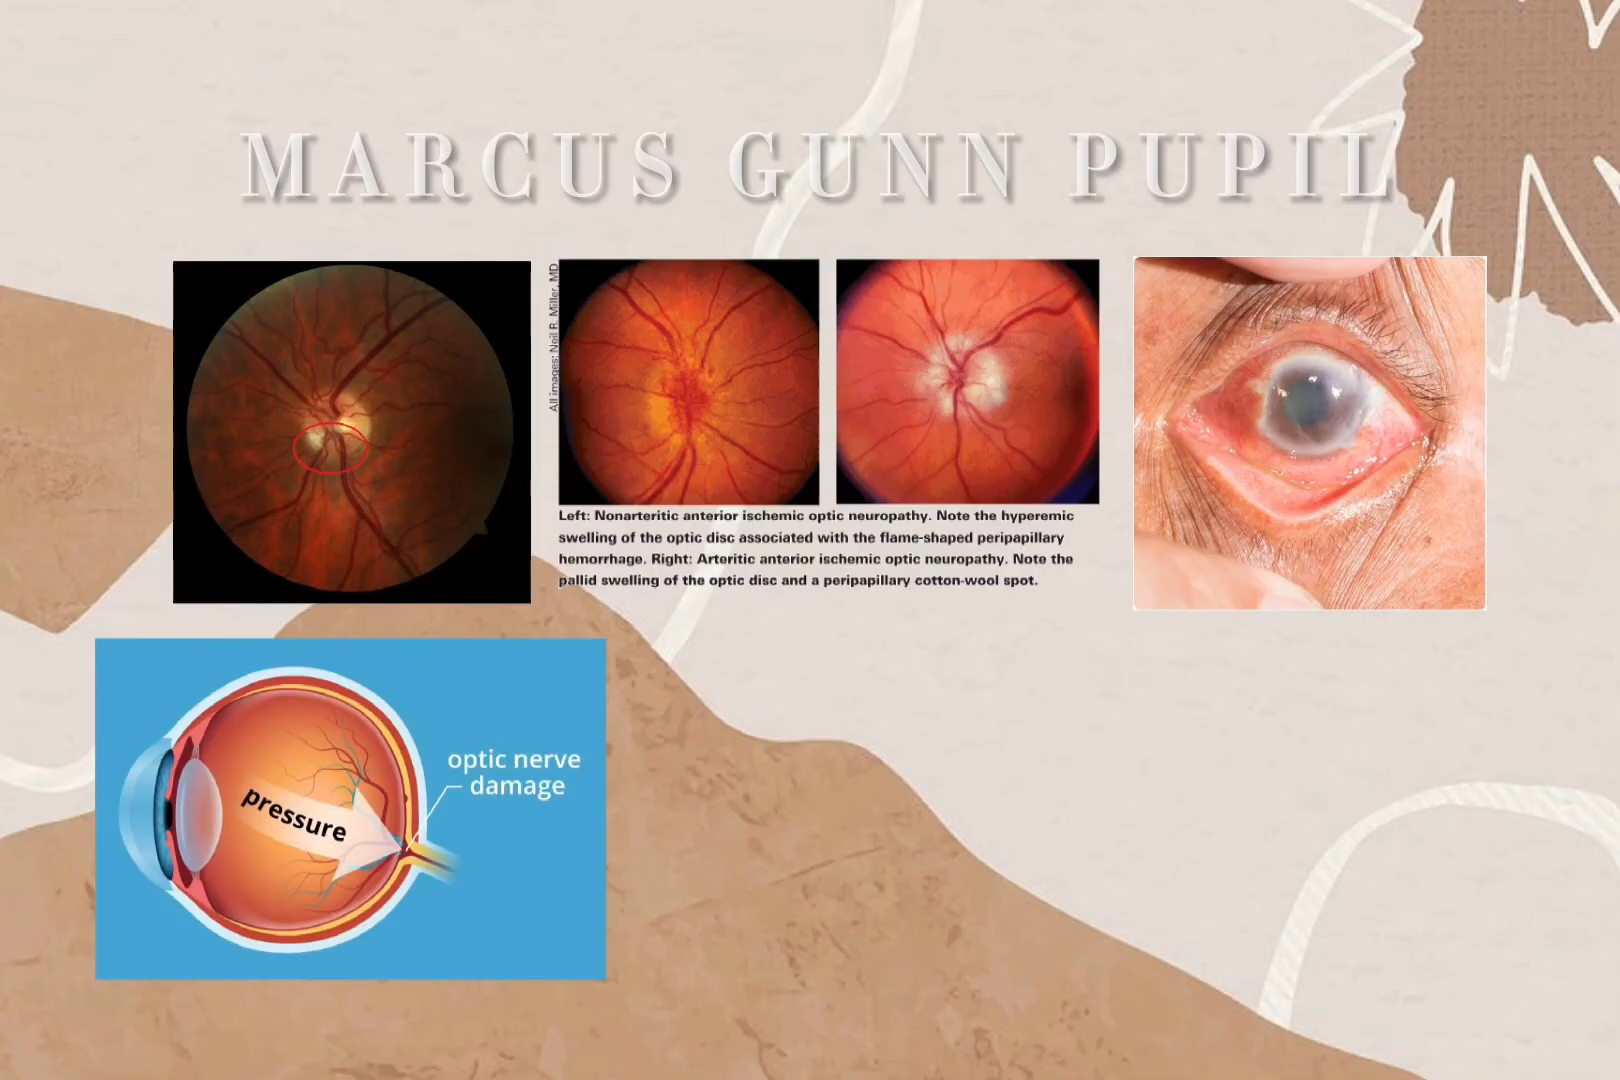 MARCUS GUNN PUPIL
All images: Neil R. Miller, MD
Left: Nonarteritic anterior ischemic optic neuropathy. Note the hyperemic
swelling of the optic disc associated with the flame-shaped peripapillary
hemorrhage. Right: Arteritic anterior ischemic optic neuropathy. Note the
pallid swelling of the optic disc and a peripapillary cotton-wool spot.
optic nerve
damage
pressure